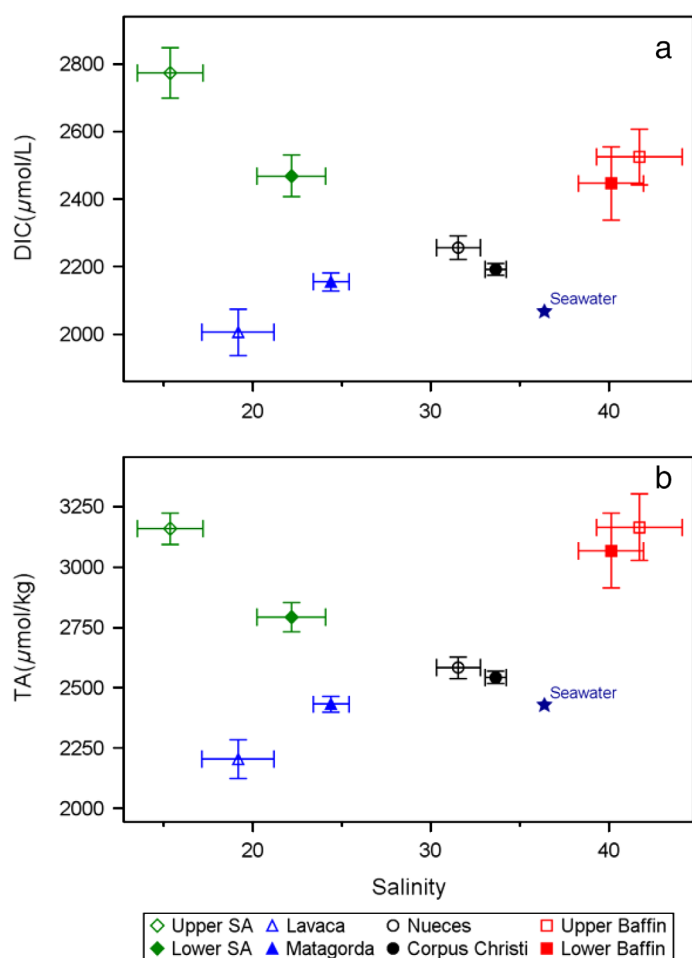 a
2800
2600
2400
2200
2000
DIC(µmol/L)
Seawater
20 30 40
b
3250
3000
2750
2500
2250
2000
TA(µmol/kg)
Seawater
20 30 40
Salinity
Upper SA Lavaca Nueces Upper Baffin
Lower SA Matagorda Corpus Christi Lower Baffin